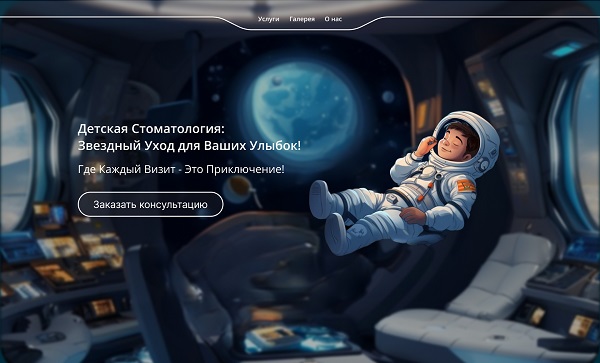 Услуги Галерея О нас
Детская Стоматология:
Звездный Уход для Ваших Улыбок!
Где Каждый Визит - Это Приключение!
Заказать консультацию